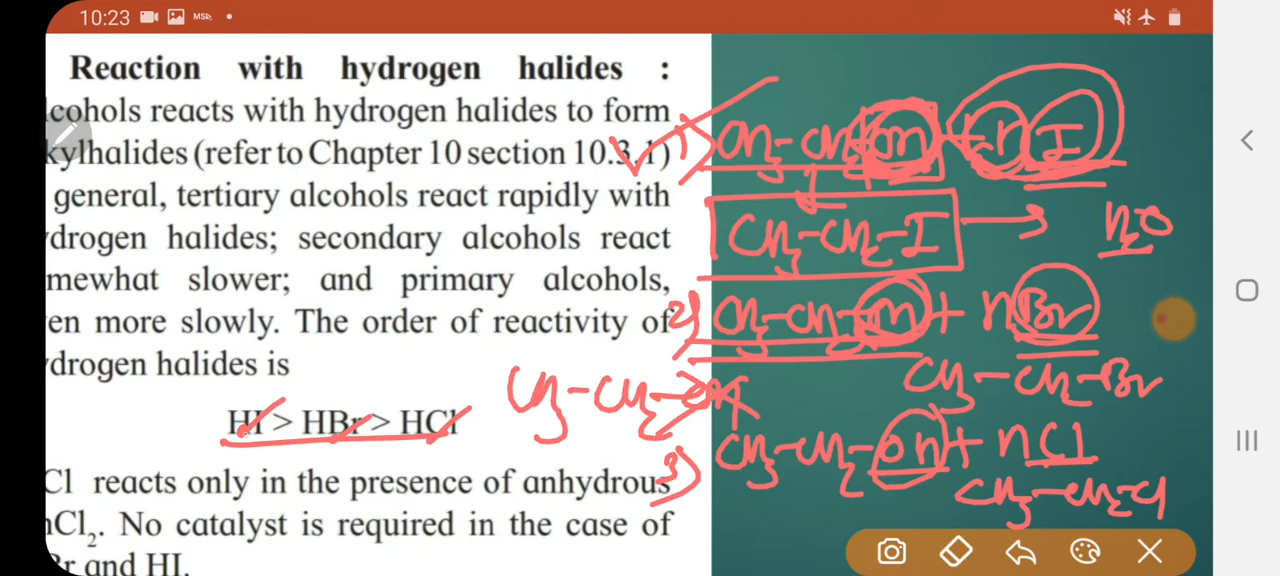 10:23 MSPs
Reaction with hydrogen halides :
lcohols reacts with hydrogen halides to form
kylhalides (refer to Chapter 10 section 10.3.1)
general, tertiary alcohols react rapidly with
drogen halides; secondary alcohols react
mewhat slower; and primary alcohols,
en more slowly. The order of reactivity of
drogen halides is
HI > HBr > HCl
Cl reacts only in the presence of anhydrous
nCl₂. No catalyst is required in the case of
Br and HI.
1) CH₃-CH₂-OH + HI
CH₃-CH₂-I → H₂O
2) CH₃-CH₂-OH + HBr
CH₃-CH₂-Br
CH₃-CH₂-OH
3) CH₃-CH₂-OH + HCl
CH₃-CH₂-Cl